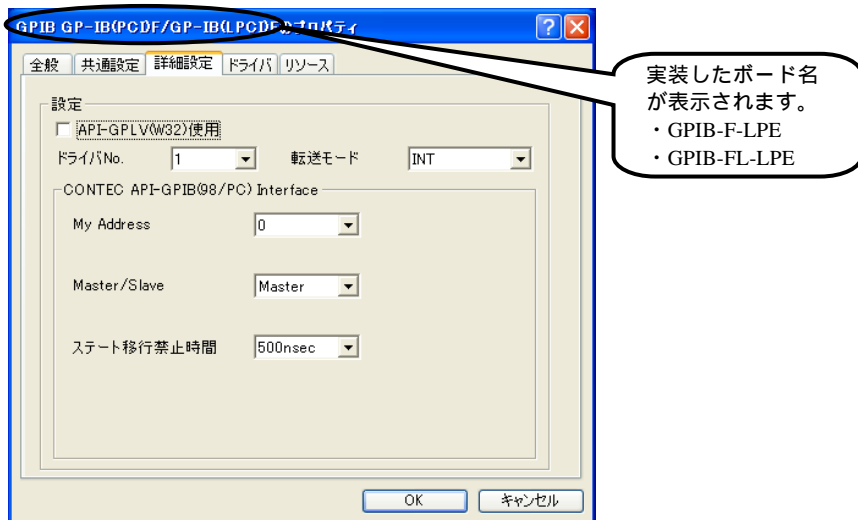 GPIB GP-IB(PCI)F/GP-IB(LPCI)Fのプロパティ
全般 共通設定 詳細設定 ドライバ リソース
設定
API-GPLV(W32)使用
ドライバNo. 1 転送モード INT
CONTEC API-GPIB(98/PC) Interface
My Address 0
Master/Slave Master
ステート移行禁止時間 500nsec
OK キャンセル
実装したボード名
が表示されます。
・GPIB-F-LPE
・GPIB-FL-LPE